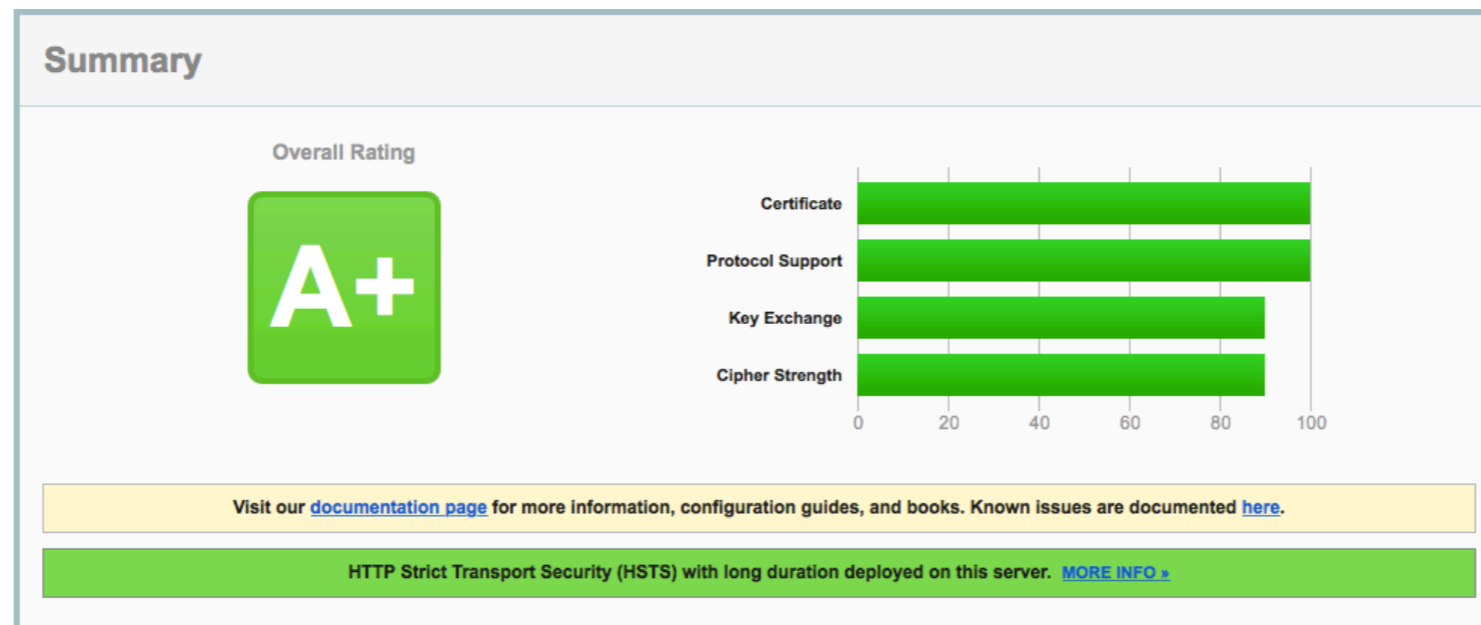 Summary
Overall Rating
A+
Certificate
Protocol Support
Key Exchange
Cipher Strength
0 20 40 60 80 100
Visit our documentation page for more information, configuration guides, and books. Known issues are documented here.
HTTP Strict Transport Security (HSTS) with long duration deployed on this server. MORE INFO »